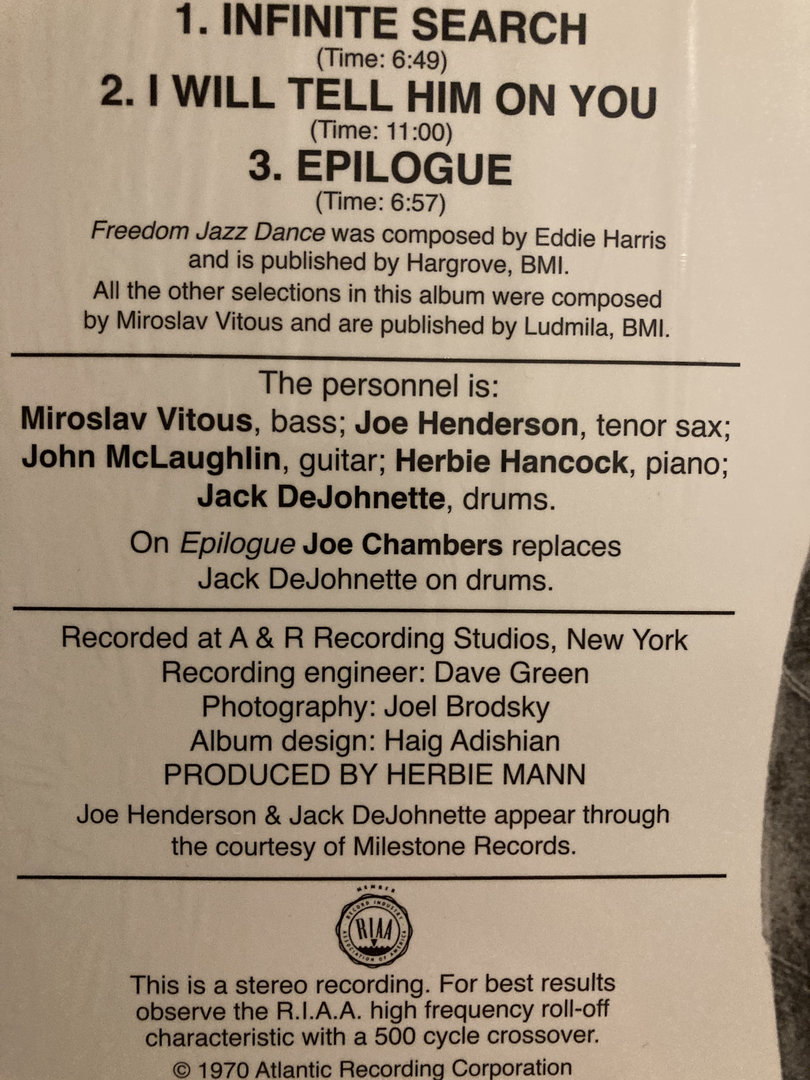 1. INFINITE SEARCH
(Time: 6:49)
2. I WILL TELL HIM ON YOU
(Time: 11:00)
3. EPILOGUE
(Time: 6:57)
Freedom Jazz Dance was composed by Eddie Harris
and is published by Hargrove, BMI.
All the other selections in this album were composed
by Miroslav Vitous and are published by Ludmila, BMI.
The personnel is:
Miroslav Vitous, bass; Joe Henderson, tenor sax;
John McLaughlin, guitar; Herbie Hancock, piano;
Jack DeJohnette, drums.
On Epilogue Joe Chambers replaces
Jack DeJohnette on drums.
Recorded at A & R Recording Studios, New York
Recording engineer: Dave Green
Photography: Joel Brodsky
Album design: Haig Adishian
PRODUCED BY HERBIE MANN
Joe Henderson & Jack DeJohnette appear through
the courtesy of Milestone Records.
MEMBER
RECORD INDUSTRY
RIAA
ASSOCIATION OF AMERICA
This is a stereo recording. For best results
observe the R.I.A.A. high frequency roll-off
characteristic with a 500 cycle crossover.
© 1970 Atlantic Recording Corporation